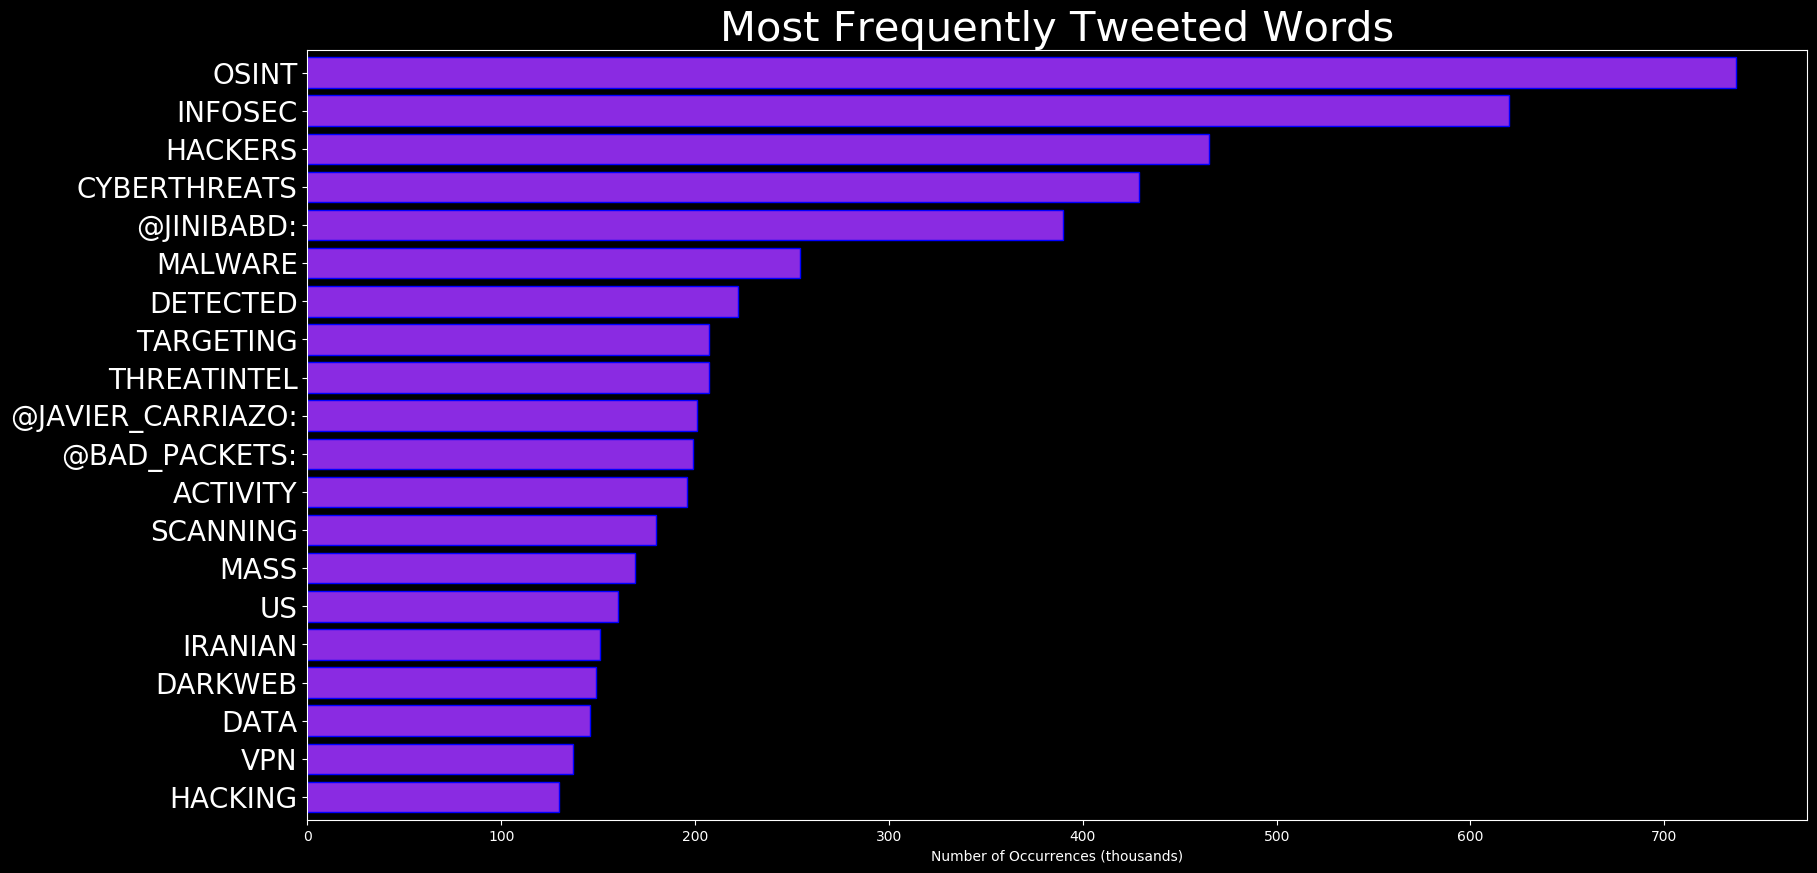 Most Frequently Tweeted Words
OSINT
INFOSEC
HACKERS
CYBERTHREATS
@JINIBABD:
MALWARE
DETECTED
TARGETING
THREATINTEL
@JAVIER_CARRIAZO:
@BAD_PACKETS:
ACTIVITY
SCANNING
MASS
US
IRANIAN
DARKWEB
DATA
VPN
HACKING
0 100 200 300 400 500 600 700
Number of Occurrences (thousands)